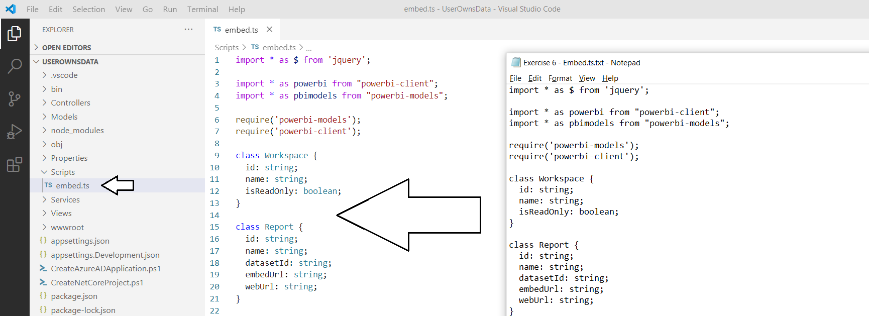 File Edit Selection View Go Run Terminal Help
embed.ts - UserOwnsData - Visual Studio Code
EXPLORER ...
OPEN EDITORS
USEROWNSDATA
.vscode
bin
Controllers
Models
node_modules
obj
Properties
Scripts
TS embed.ts
Services
Views
wwwroot
{} appsettings.json
{} appsettings.Development.json
CreateAzureADApplication.ps1
CreateNetCoreProject.ps1
{} package.json
{} package-lock.json
TS embed.ts
Scripts > TS embed.ts > ...
1 import * as $ from 'jquery';
2
3 import * as powerbi from "powerbi-client";
4 import * as pbimodels from "powerbi-models";
5
6 require('powerbi-models');
7 require('powerbi-client');
8
9 class Workspace {
10 id: string;
11 name: string;
12 isReadOnly: boolean;
13 }
14
15 class Report {
16 id: string;
17 name: string;
18 datasetId: string;
19 embedUrl: string;
20 webUrl: string;
21 }
22
Exercise 6 - Embed.ts.txt - Notepad
File Edit Format View Help
import * as $ from 'jquery';
import * as powerbi from "powerbi-client";
import * as pbimodels from "powerbi-models";
require('powerbi-models');
require('powerbi-client');
class Workspace {
id: string;
name: string;
isReadOnly: boolean;
}
class Report {
id: string;
name: string;
datasetId: string;
embedUrl: string;
webUrl: string;
}